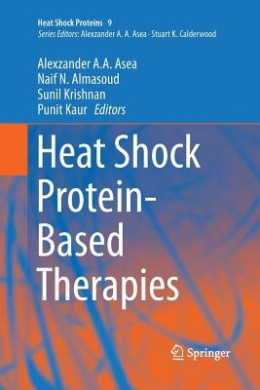 Heat Shock Proteins 9
Series Editors: Alexzander A. A. Asea · Stuart K. Calderwood
Alexzander A.A. Asea
Naif N. Almasoud
Sunil Krishnan
Punit Kaur Editors
Heat Shock
Protein-
Based
Therapies
Springer